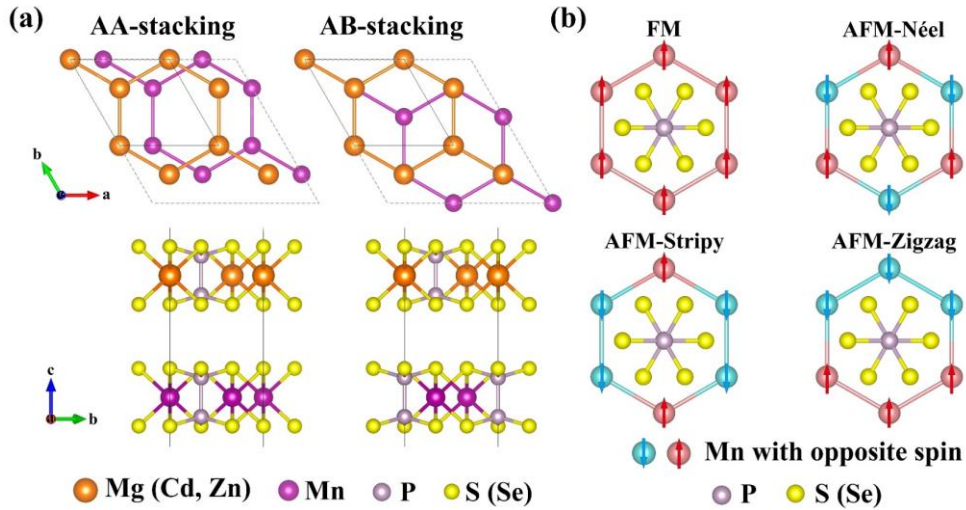 (a)
AA-stacking
AB-stacking
b
a
c
b
Mg (Cd, Zn)
Mn
P
S (Se)
(b)
FM
AFM-Néel
AFM-Stripy
AFM-Zigzag
Mn with opposite spin
P
S (Se)